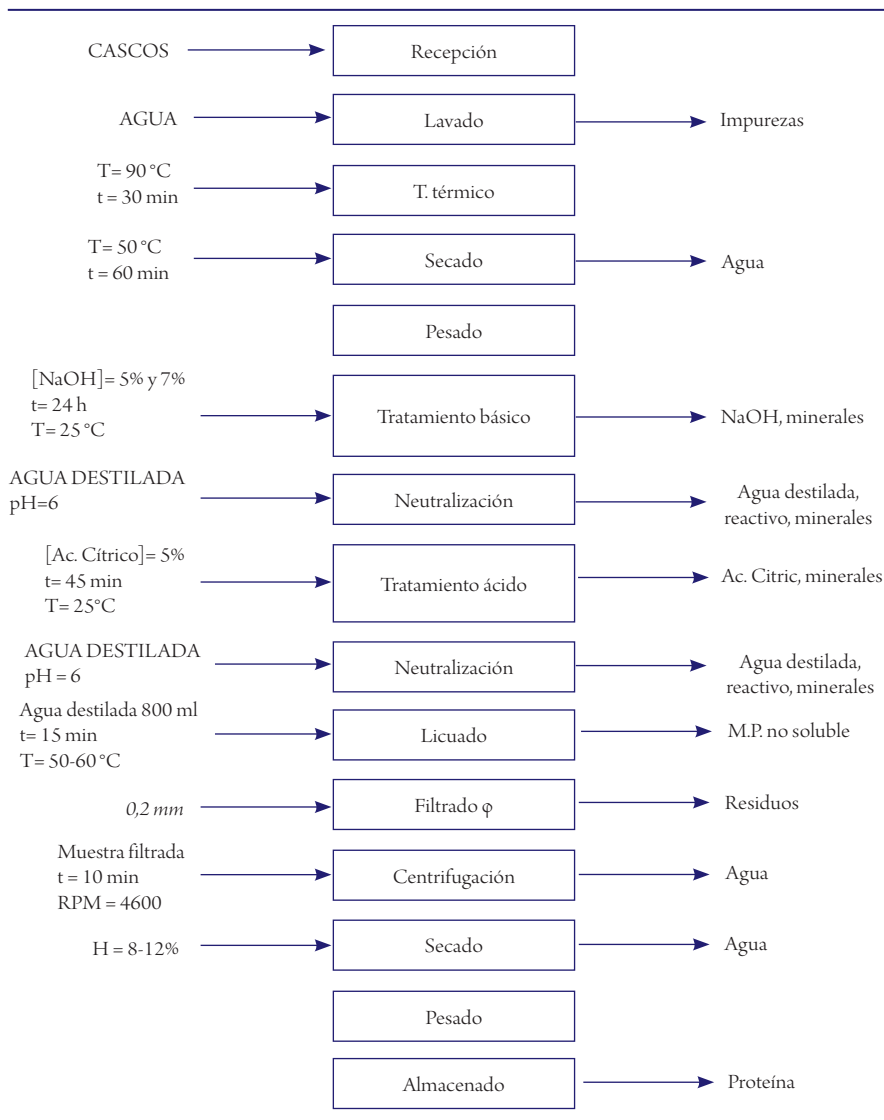 CASCOS
Recepción
AGUA
Lavado
Impurezas
T= 90 °C
t = 30 min
T. térmico
T= 50 °C
t = 60 min
Secado
Agua
Pesado
[NaOH]= 5% y 7%
t= 24 h
T= 25 °C
Tratamiento básico
NaOH, minerales
AGUA DESTILADA
pH=6
Neutralización
Agua destilada,
reactivo, minerales
[Ac. Cítrico]= 5%
t= 45 min
T= 25°C
Tratamiento ácido
Ac. Citric, minerales
AGUA DESTILADA
pH = 6
Neutralización
Agua destilada,
reactivo, minerales
Agua destilada 800 ml
t= 15 min
T= 50-60 °C
Licuado
M.P. no soluble
0,2 mm
Filtrado φ
Residuos
Muestra filtrada
t = 10 min
RPM = 4600
Centrifugación
Agua
H = 8-12%
Secado
Agua
Pesado
Almacenado
Proteína